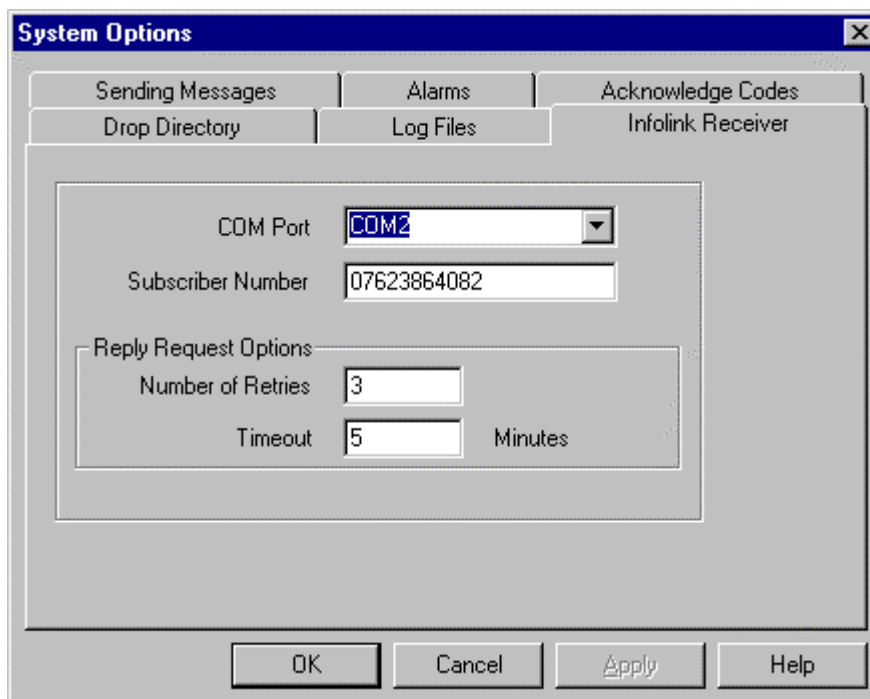 System Options
Sending Messages Alarms Acknowledge Codes
Drop Directory Log Files Infolink Receiver
COM Port COM2
Subscriber Number 07623864082
Reply Request Options
Number of Retries 3
Timeout 5 Minutes
OK Cancel Apply Help